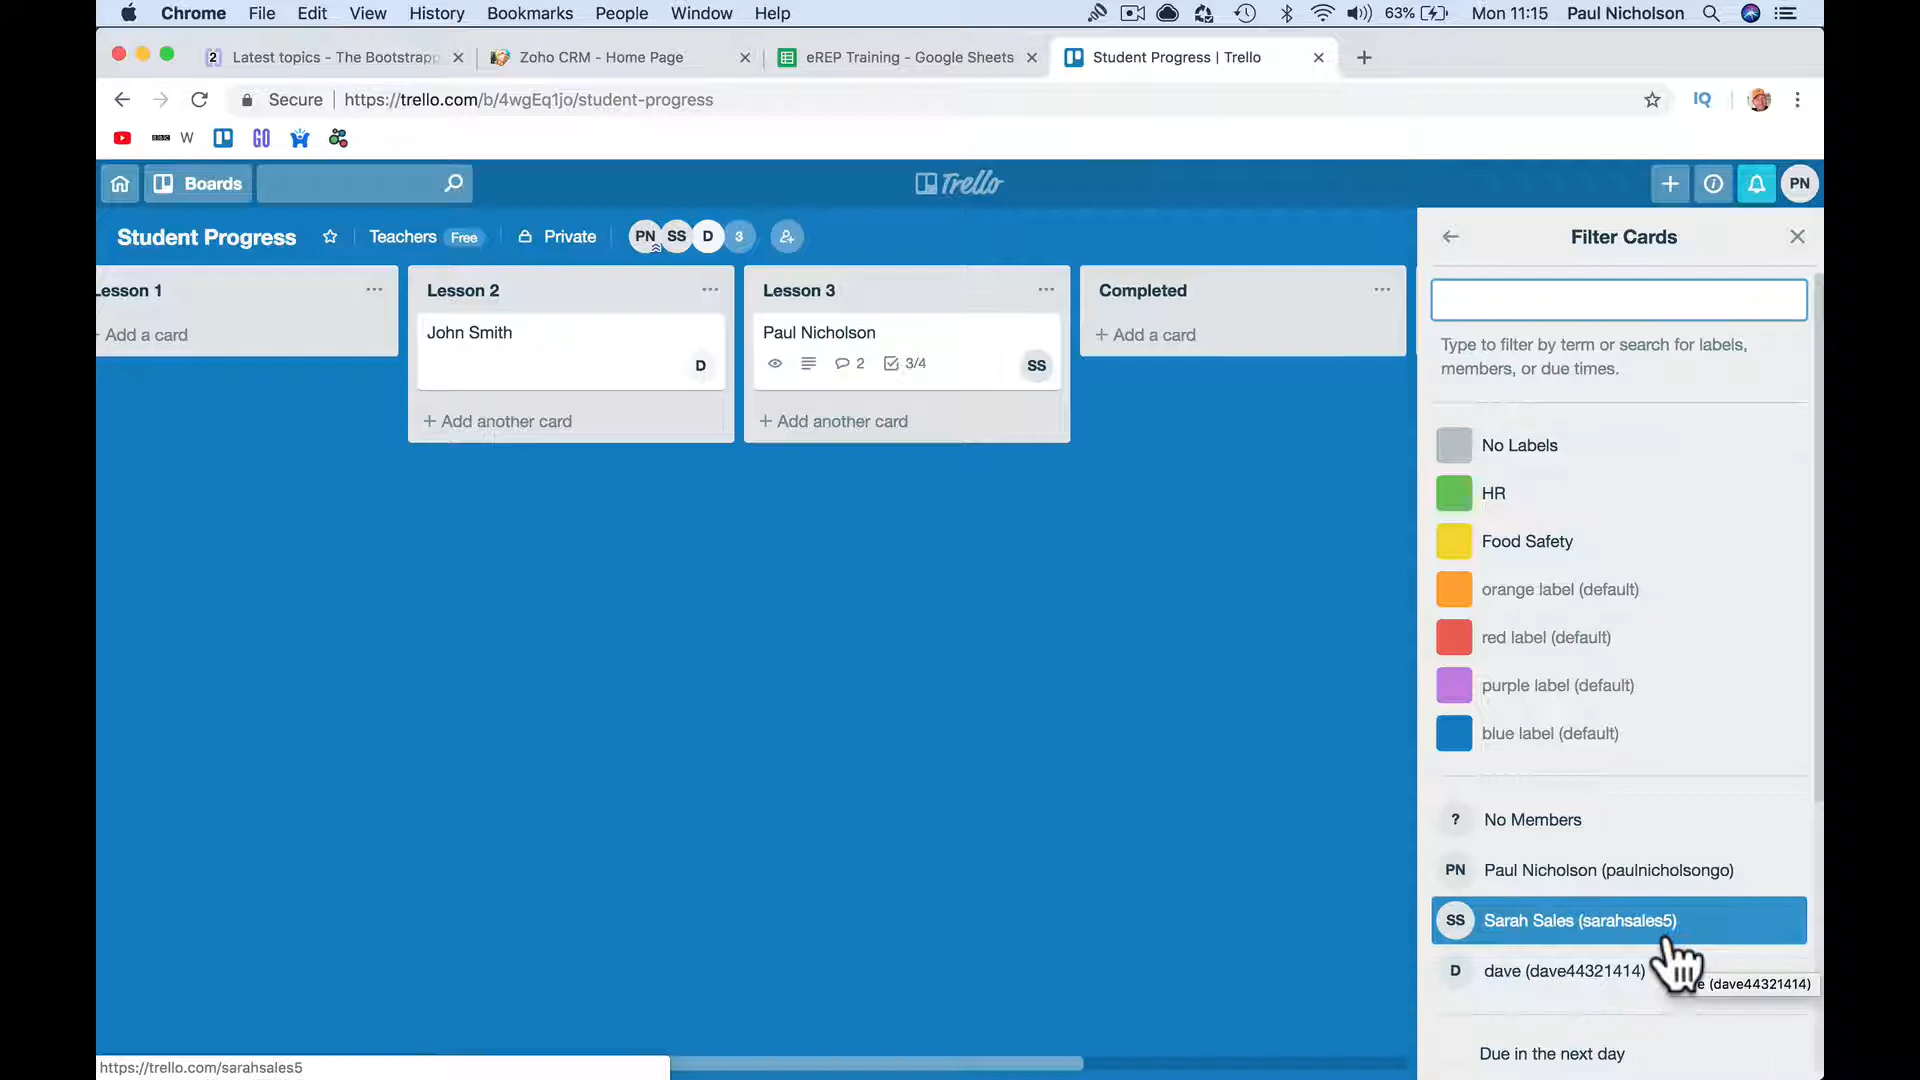 Chrome File Edit View History Bookmarks People Window Help 63% Mon 11:15 Paul Nicholson
2 Latest topics - The Bootstrapp Zoho CRM - Home Page eREP Training - Google Sheets Student Progress | Trello
Secure https://trello.com/b/4wgEq1jo/student-progress IQ
BBC W GO
Boards Trello PN
Student Progress Teachers Free Private PN SS D 3
Filter Cards
Lesson 1
Add a card
Lesson 2
John Smith
D
+ Add another card
Lesson 3
Paul Nicholson
2 3/4 SS
+ Add another card
Completed
+ Add a card
Type to filter by term or search for labels,
members, or due times.
No Labels
HR
Food Safety
orange label (default)
red label (default)
purple label (default)
blue label (default)
? No Members
PN Paul Nicholson (paulnicholsongo)
SS Sarah Sales (sarahsales5)
D dave (dave44321414)
e (dave44321414)
Due in the next day
https://trello.com/sarahsales5